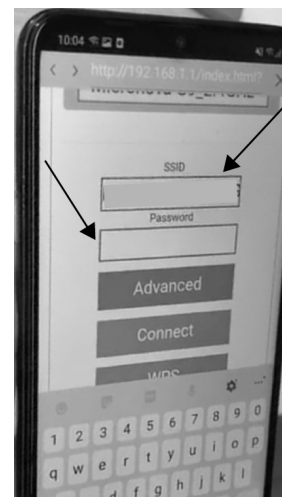 10:04
http://192.168.1.1/index.html?
SSID
Password
Advanced
Connect
WPS
1 2 3 4 5 6 7 8 9 0
q w e r t y u i o p
d f g h j k l